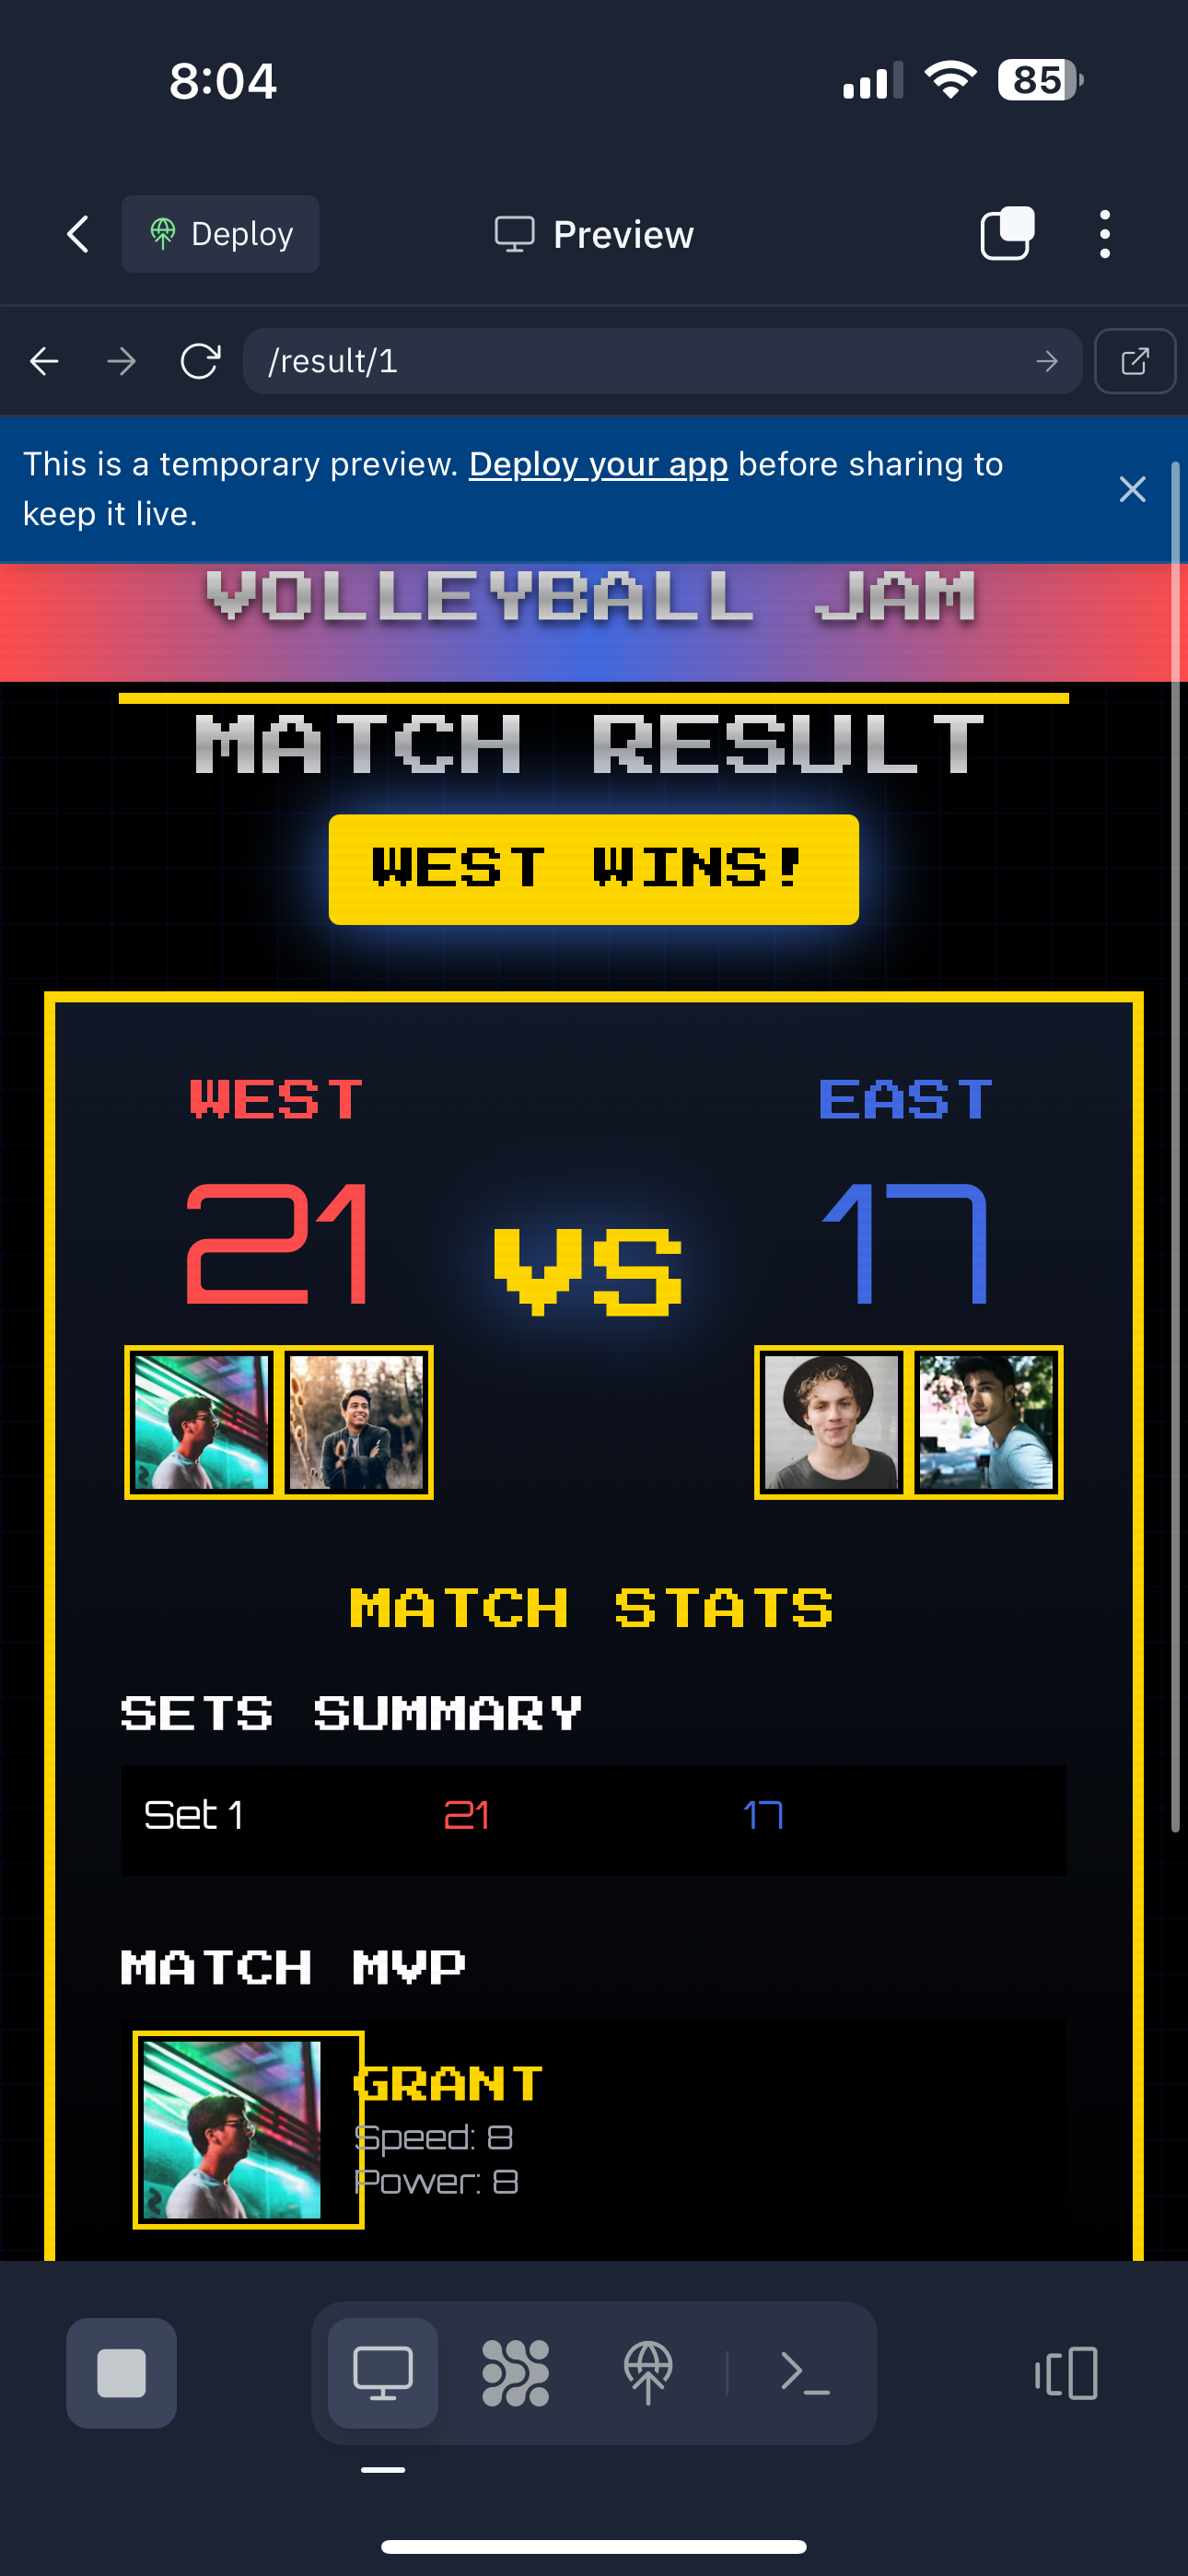 8:04
85
Deploy
Preview
/result/1
This is a temporary preview. Deploy your app before sharing to
keep it live.
VOLLEYBALL JAM
MATCH RESULT
WEST WINS!
WEST
EAST
21
VS
17
MATCH STATS
SETS SUMMARY
Set 1 21 17
MATCH MVP
GRANT
Speed: 8
Power: 8